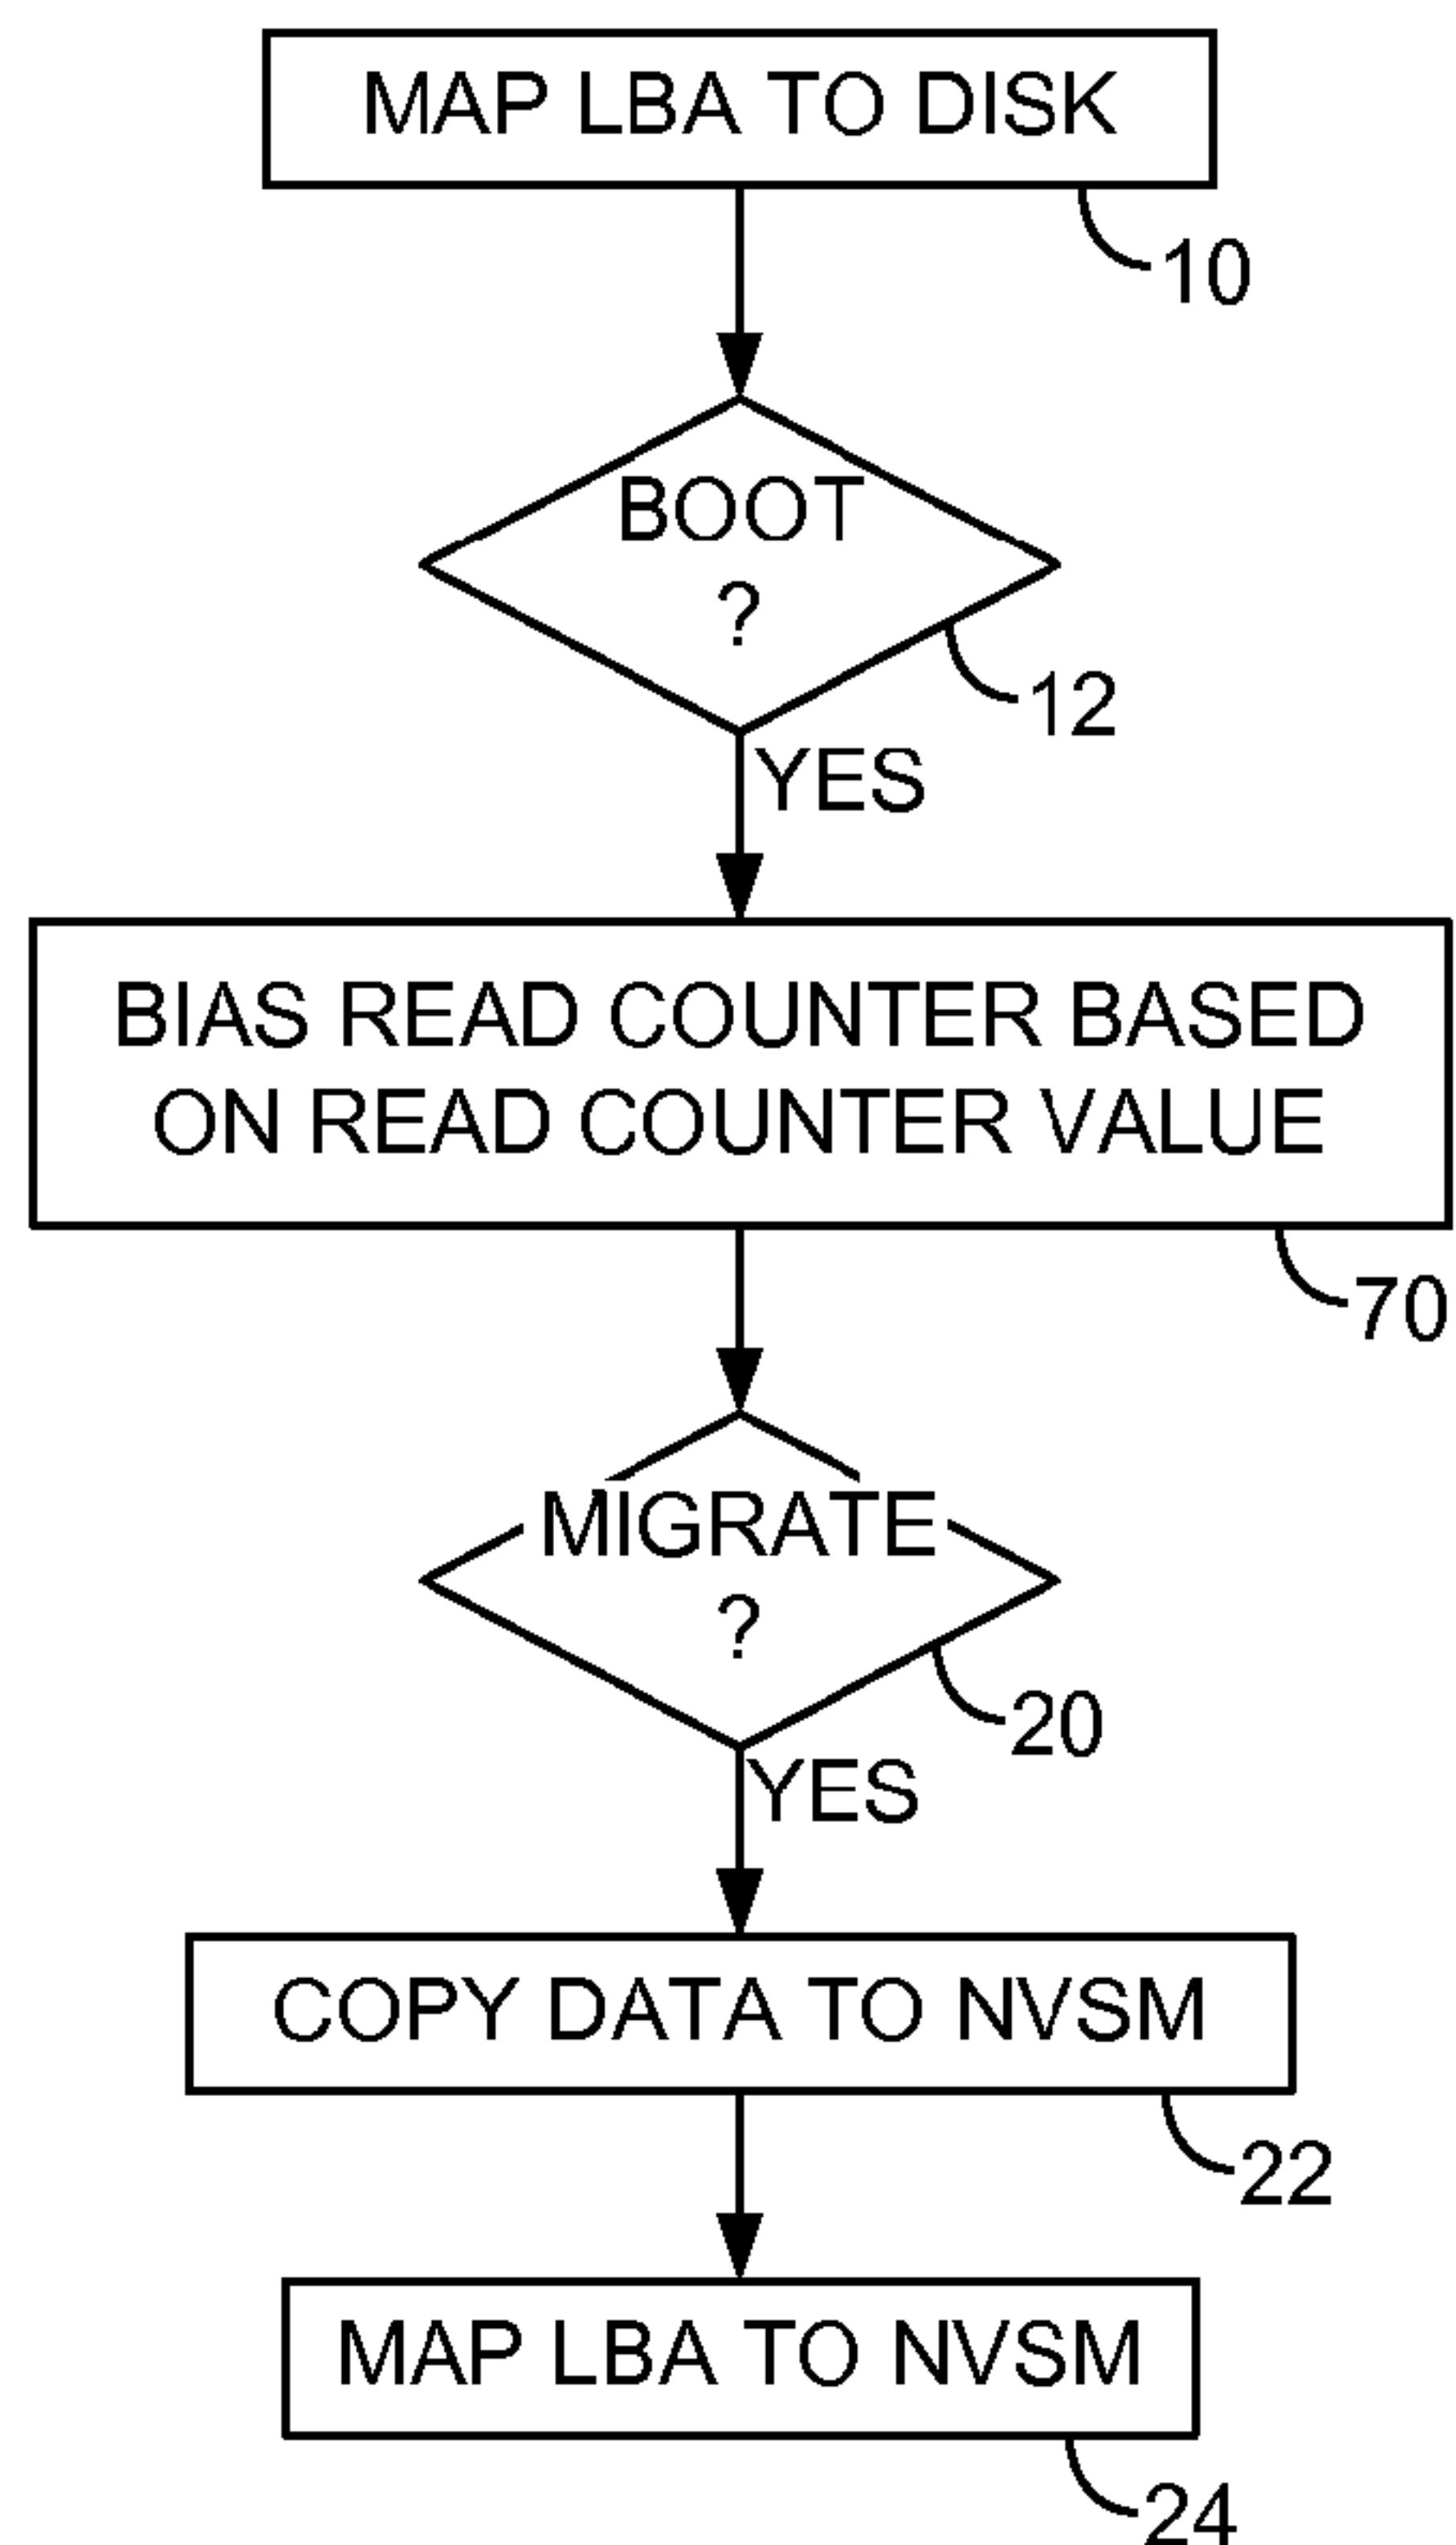 MAP LBA TO DISK
10
BOOT
?
12
YES
BIAS READ COUNTER BASED
ON READ COUNTER VALUE
70
MIGRATE
?
20
YES
COPY DATA TO NVSM
22
MAP LBA TO NVSM
24